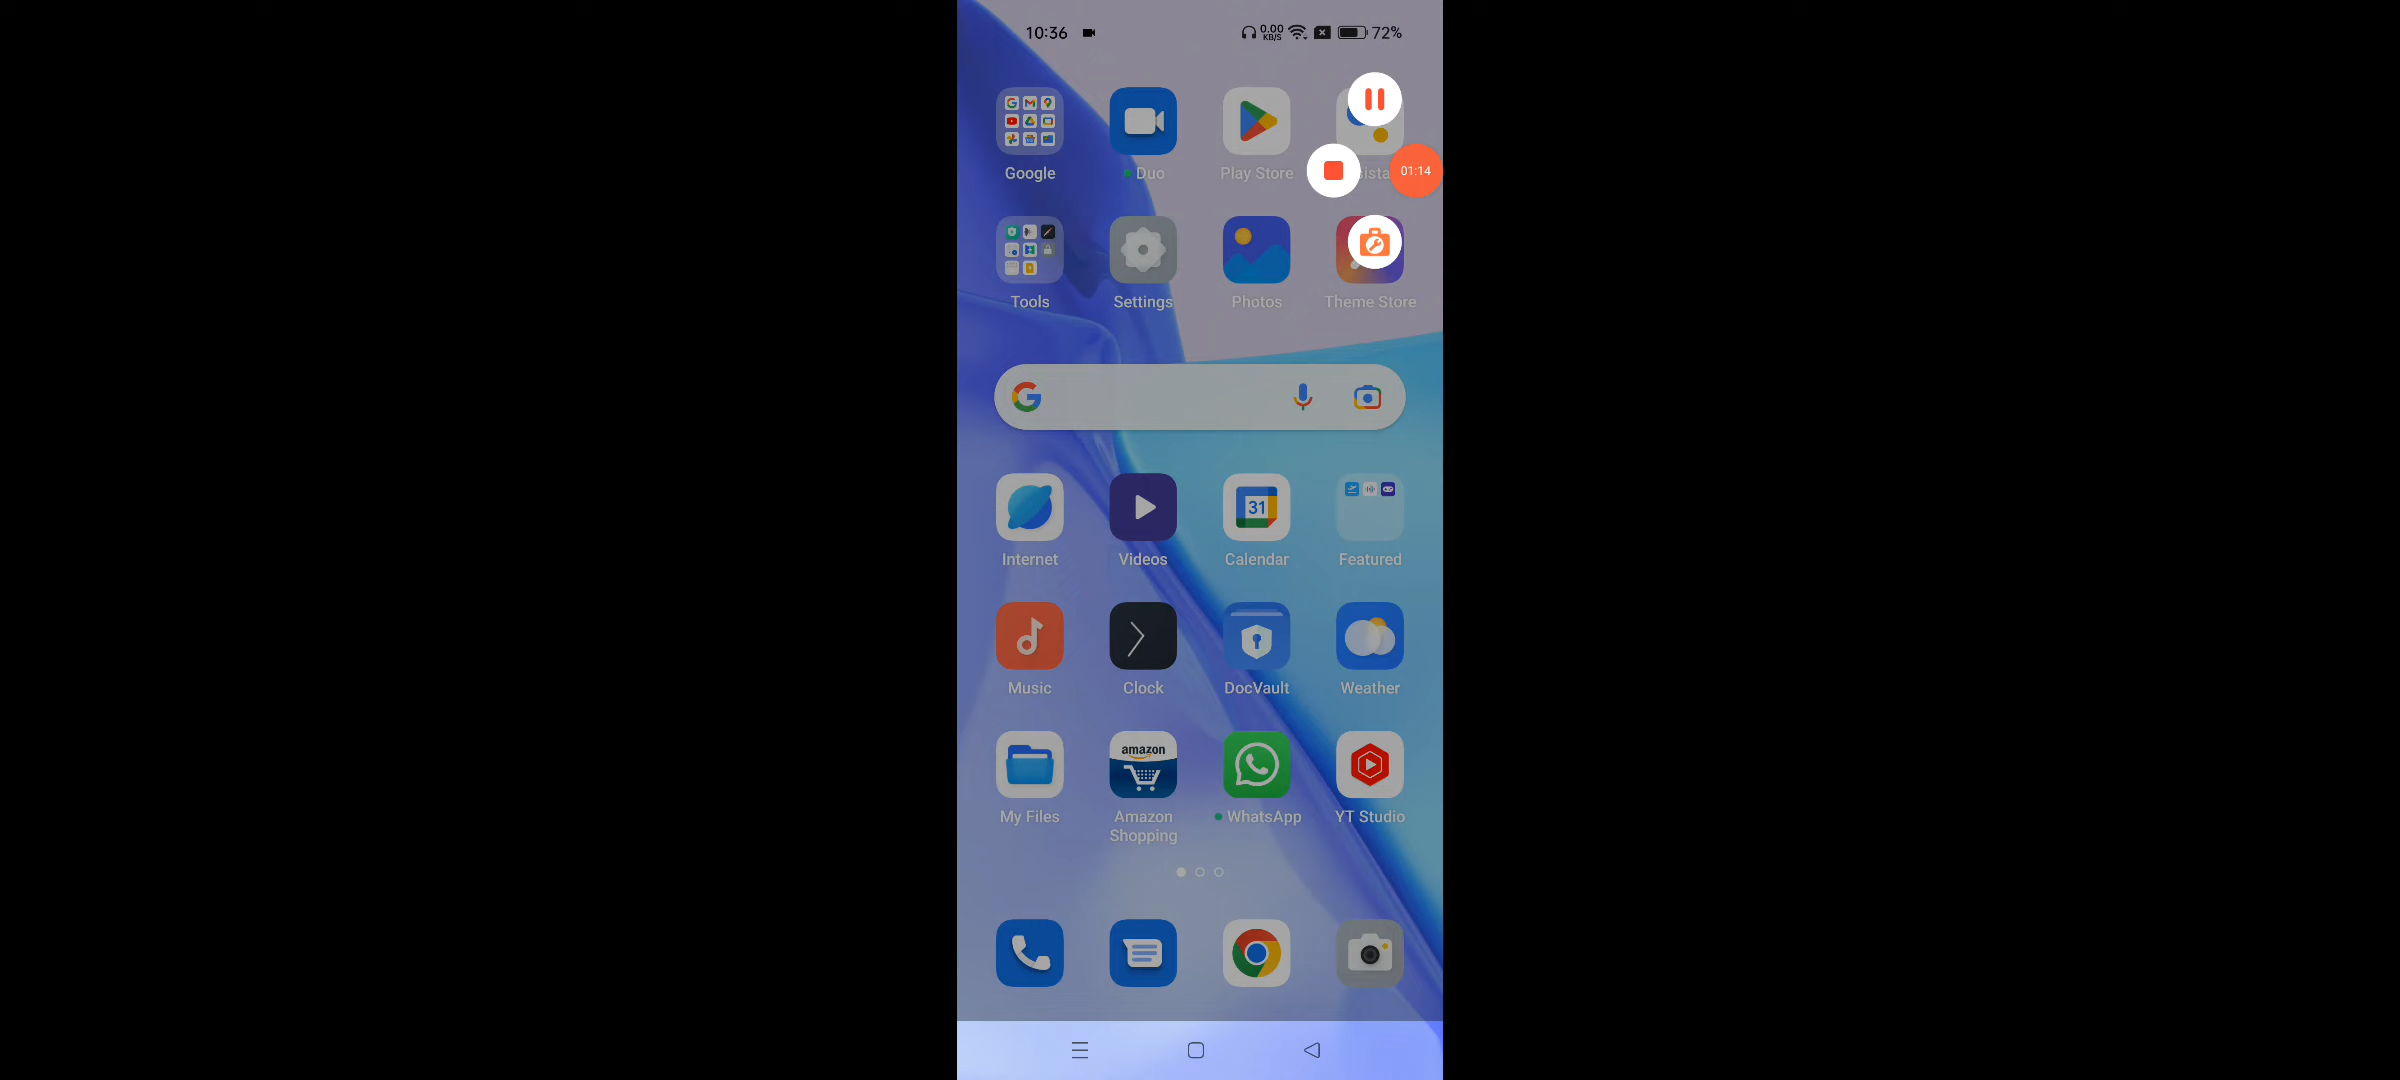 10:36 0.00 KB/S 72%
Google Duo Play Store sista
01:14
Tools Settings Photos Theme Store
31
Internet Videos Calendar Featured
Music Clock DocVault Weather
amazon
My Files Amazon Shopping WhatsApp YT Studio